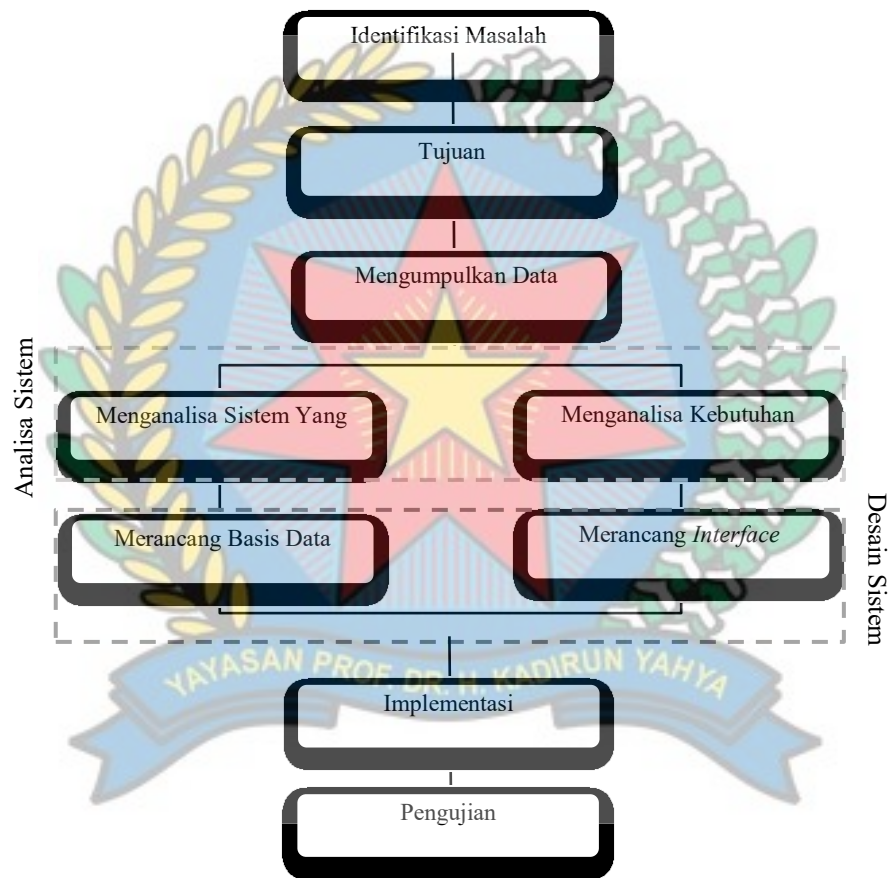 Identifikasi Masalah
Tujuan
Mengumpulkan Data
Analisa Sistem
Menganalisa Sistem Yang
Menganalisa Kebutuhan
Merancang Basis Data
Merancang Interface
Desain Sistem
YAYASAN PROF. DR. H. KADIRUN YAHYA
Implementasi
Pengujian